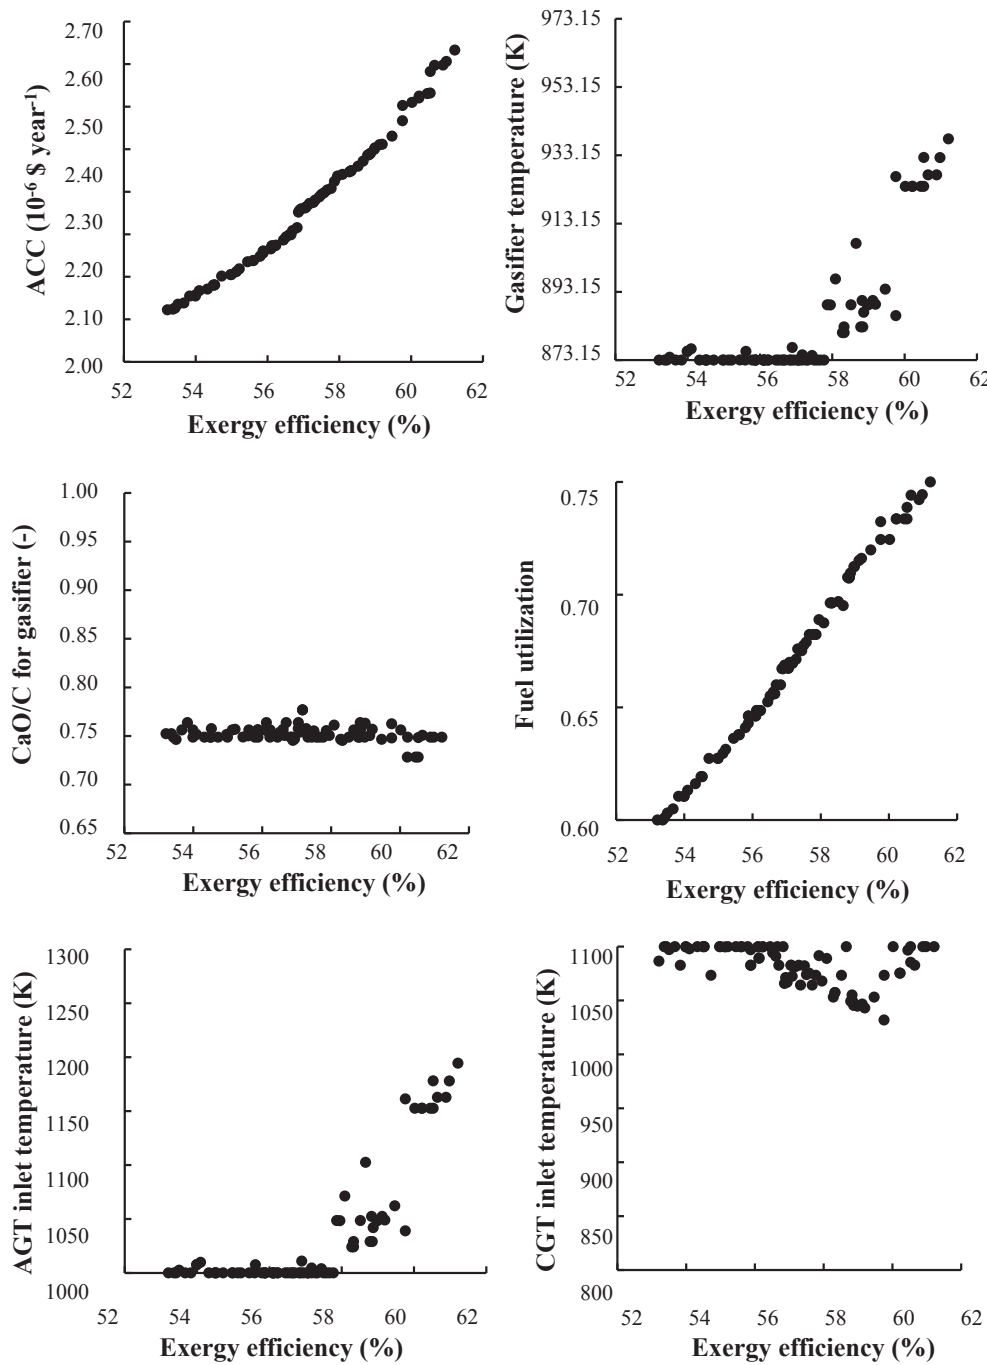 2.70
2.60
2.50
2.40
2.30
2.20
2.10
2.00
52 54 56 58 60 62
ACC (10⁻⁶ $ year⁻¹)
Exergy efficiency (%)
973.15
953.15
933.15
913.15
893.15
873.15
52 54 56 58 60 62
Gasifier temperature (K)
Exergy efficiency (%)
1.00
0.95
0.90
0.85
0.80
0.75
0.70
0.65
52 54 56 58 60 62
CaO/C for gasifier (-)
Exergy efficiency (%)
0.75
0.70
0.65
0.60
52 54 56 58 60 62
Fuel utilization
Exergy efficiency (%)
1300
1250
1200
1150
1100
1050
1000
52 54 56 58 60 62
AGT inlet temperature (K)
Exergy efficiency (%)
1100
1050
1000
950
900
850
800
52 54 56 58 60 62
CGT inlet temperature (K)
Exergy efficiency (%)